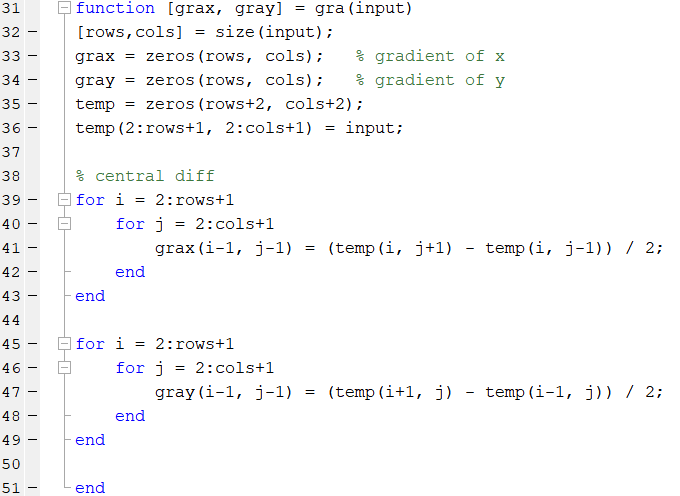 31 function [grax, gray] = gra(input)
32 – [rows,cols] = size(input);
33 – grax = zeros(rows, cols);   % gradient of x
34 – gray = zeros(rows, cols);   % gradient of y
35 – temp = zeros(rows+2, cols+2);
36 – temp(2:rows+1, 2:cols+1) = input;
37
38 % central diff
39 – for i = 2:rows+1
40 –     for j = 2:cols+1
41 –         grax(i-1, j-1) = (temp(i, j+1) - temp(i, j-1)) / 2;
42 –     end
43 – end
44
45 – for i = 2:rows+1
46 –     for j = 2:cols+1
47 –         gray(i-1, j-1) = (temp(i+1, j) - temp(i-1, j)) / 2;
48 –     end
49 – end
50
51 – end